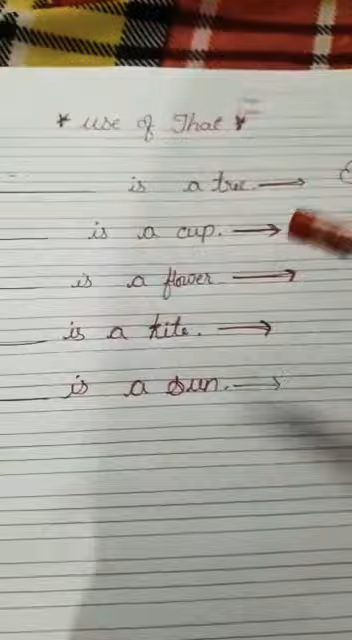 * use of That *
is a tree. →
is a cup. →
is a flower →
is a kite. →
is a sun. →